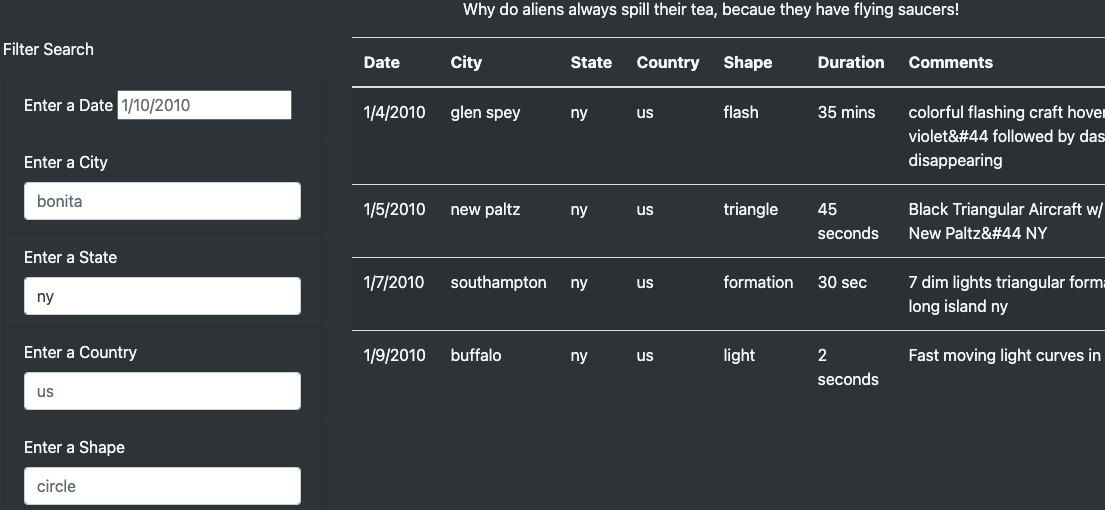 Why do aliens always spill their tea, becaue they have flying saucers!
Filter Search
Enter a Date 1/10/2010
Enter a City
bonita
Enter a State
ny
Enter a Country
us
Enter a Shape
circle
Date City State Country Shape Duration Comments
1/4/2010 glen spey ny us flash 35 mins colorful flashing craft hover
violet&#44 followed by das
disappearing
1/5/2010 new paltz ny us triangle 45 Black Triangular Aircraft w/
seconds New Paltz&#44 NY
1/7/2010 southampton ny us formation 30 sec 7 dim lights triangular forma
long island ny
1/9/2010 buffalo ny us light 2 Fast moving light curves in
seconds